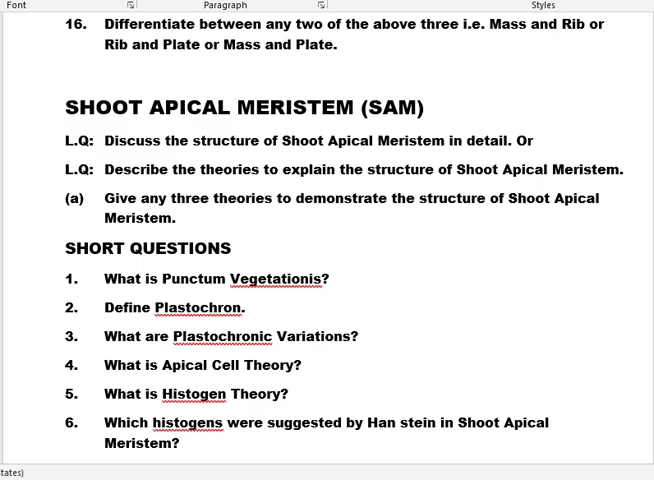 Font Paragraph Styles
16. Differentiate between any two of the above three i.e. Mass and Rib or
Rib and Plate or Mass and Plate.
SHOOT APICAL MERISTEM (SAM)
L.Q: Discuss the structure of Shoot Apical Meristem in detail. Or
L.Q: Describe the theories to explain the structure of Shoot Apical Meristem.
(a) Give any three theories to demonstrate the structure of Shoot Apical
Meristem.
SHORT QUESTIONS
1. What is Punctum Vegetationis?
2. Define Plastochron.
3. What are Plastochronic Variations?
4. What is Apical Cell Theory?
5. What is Histogen Theory?
6. Which histogens were suggested by Han stein in Shoot Apical
Meristem?
tates)